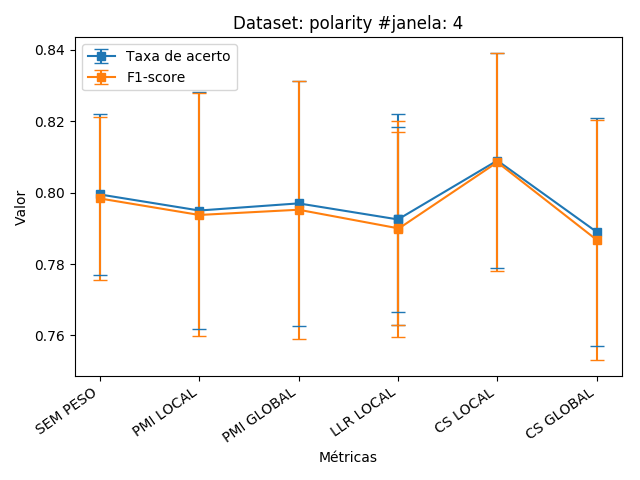 Dataset: polarity #janela: 4
Taxa de acerto
F1-score
0.84
0.82
0.80
0.78
0.76
Valor
SEM PESO
PMI LOCAL
PMI GLOBAL
LLR LOCAL
CS LOCAL
CS GLOBAL
Métricas